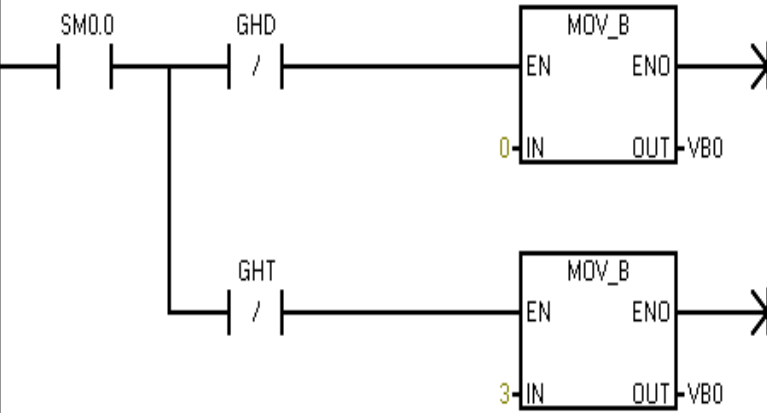 SM0.0 GHD MOV_B
/ EN ENO
0 IN OUT VB0
GHT MOV_B
/ EN ENO
3 IN OUT VB0